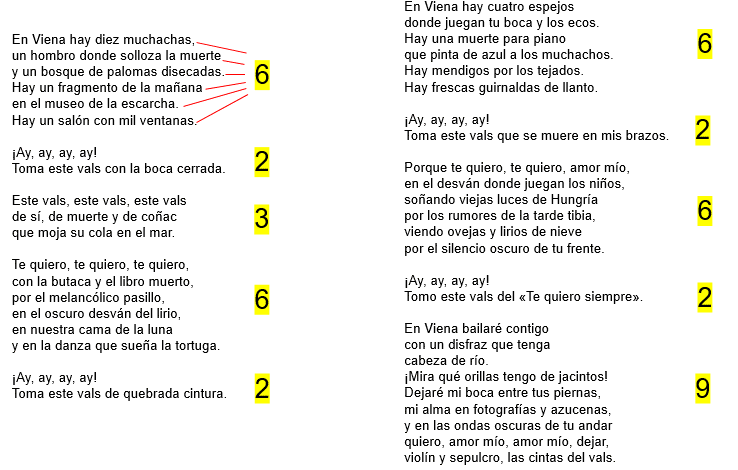 En Viena hay diez muchachas,
un hombre donde solloza la muerte
y un bosque de palomas disecadas.
Hay un fragmento de la mañana
en el museo de la escarcha.
Hay un salón con mil ventanas.
6
¡Ay, ay, ay, ay!
Toma este vals con la boca cerrada.
2
Este vals, este vals, este vals
de sí, de muerte y de coñac
que moja su cola en el mar.
3
Te quiero, te quiero, te quiero,
con la butaca y el libro muerto,
por el melancólico pasillo,
en el oscuro desván del lirio,
en nuestra cama de la luna
y en la danza que sueña la tortuga.
6
¡Ay, ay, ay, ay!
Toma este vals de quebrada cintura.
2
En Viena hay cuatro espejos
donde juegan tu boca y los ecos.
Hay una muerte para piano
que pinta de azul a los muchachos.
Hay mendigos por los tejados.
Hay frescas guirnaldas de llanto.
6
¡Ay, ay, ay, ay!
Toma este vals que se muere en mis brazos.
2
Porque te quiero, te quiero, amor mío,
en el desván donde juegan los niños,
soñando viejas luces de Hungría
por los rumores de la tarde tibia,
viendo ovejas y lirios de nieve
por el silencio oscuro de tu frente.
6
¡Ay, ay, ay, ay!
Tomo este vals del «Te quiero siempre».
2
En Viena bailaré contigo
con un disfraz que tenga
cabeza de río.
¡Mira qué orillas tengo de jacintos!
Dejaré mi boca entre tus piernas,
mi alma en fotografías y azucenas,
y en las ondas oscuras de tu andar
quiero, amor mío, amor mío, dejar,
violín y sepulcro, las cintas del vals.
9